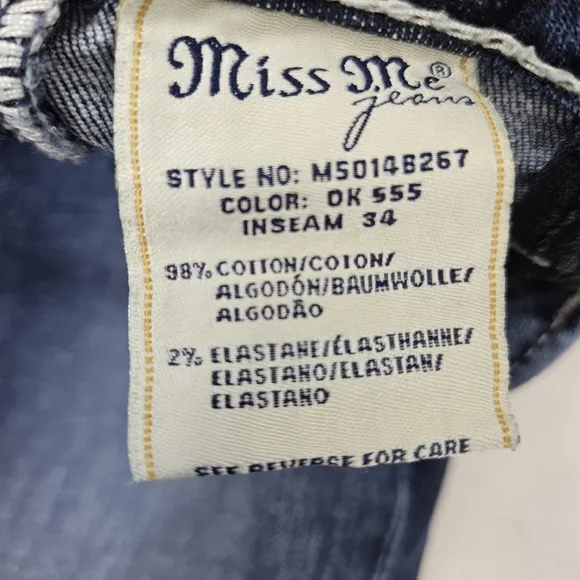 Miss Me®
jeans
STYLE NO: M5014B267
COLOR: DK 555
INSEAM 34
98% COTTON/COTON/
ALGODÓN/BAUMWOLLE/
ALGODÃO
2% ELASTANE/ÉLASTHANNE/
ELASTANO/ELASTAN/
ELASTANO
SEE REVERSE FOR CARE